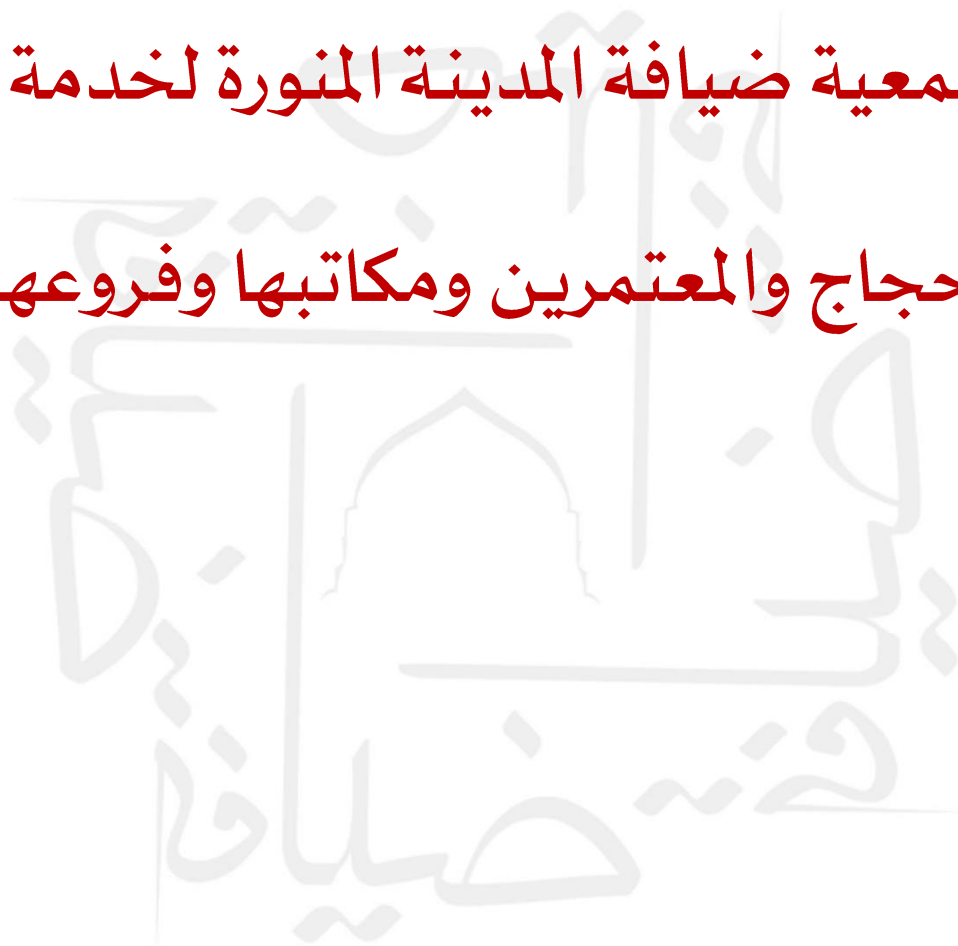 معية ضيافة المدينة المنورة لخدمة
حجاج والمعتمرين ومكاتبها وفروعه